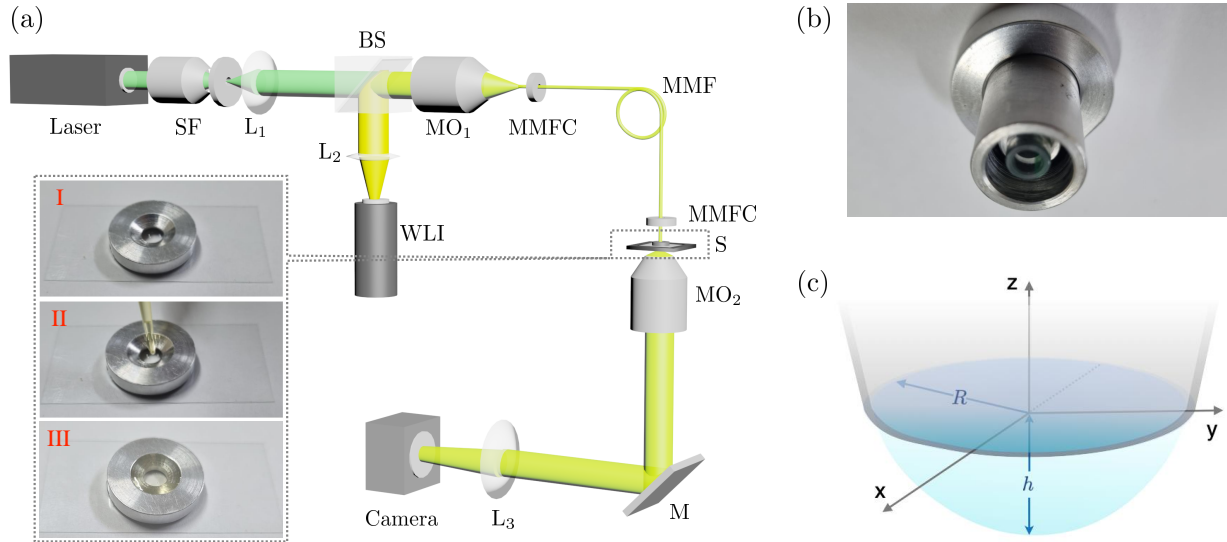 (a)
Laser
SF
L₁
BS
MO₁
MMFC
MMF
L₂
WLI
MMFC
S
MO₂
M
L₃
Camera
I
II
III
(b)
(c)
z
R
y
x
h